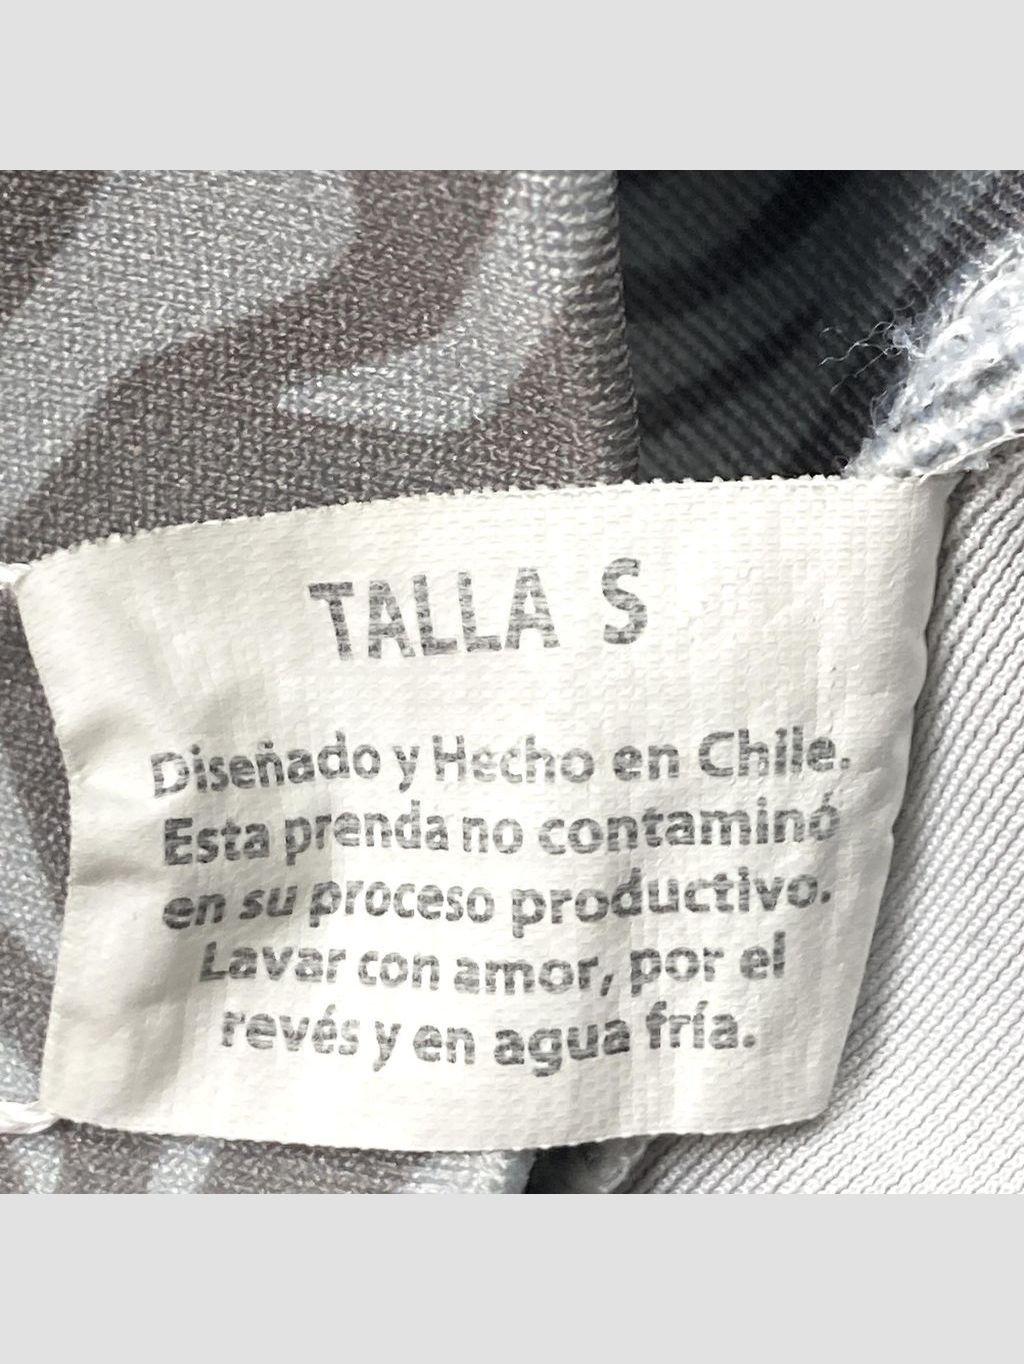 TALLA S
Diseñado y Hecho en Chile.
Esta prenda no contaminó
en su proceso productivo.
Lavar con amor, por el
revés y en agua fría.